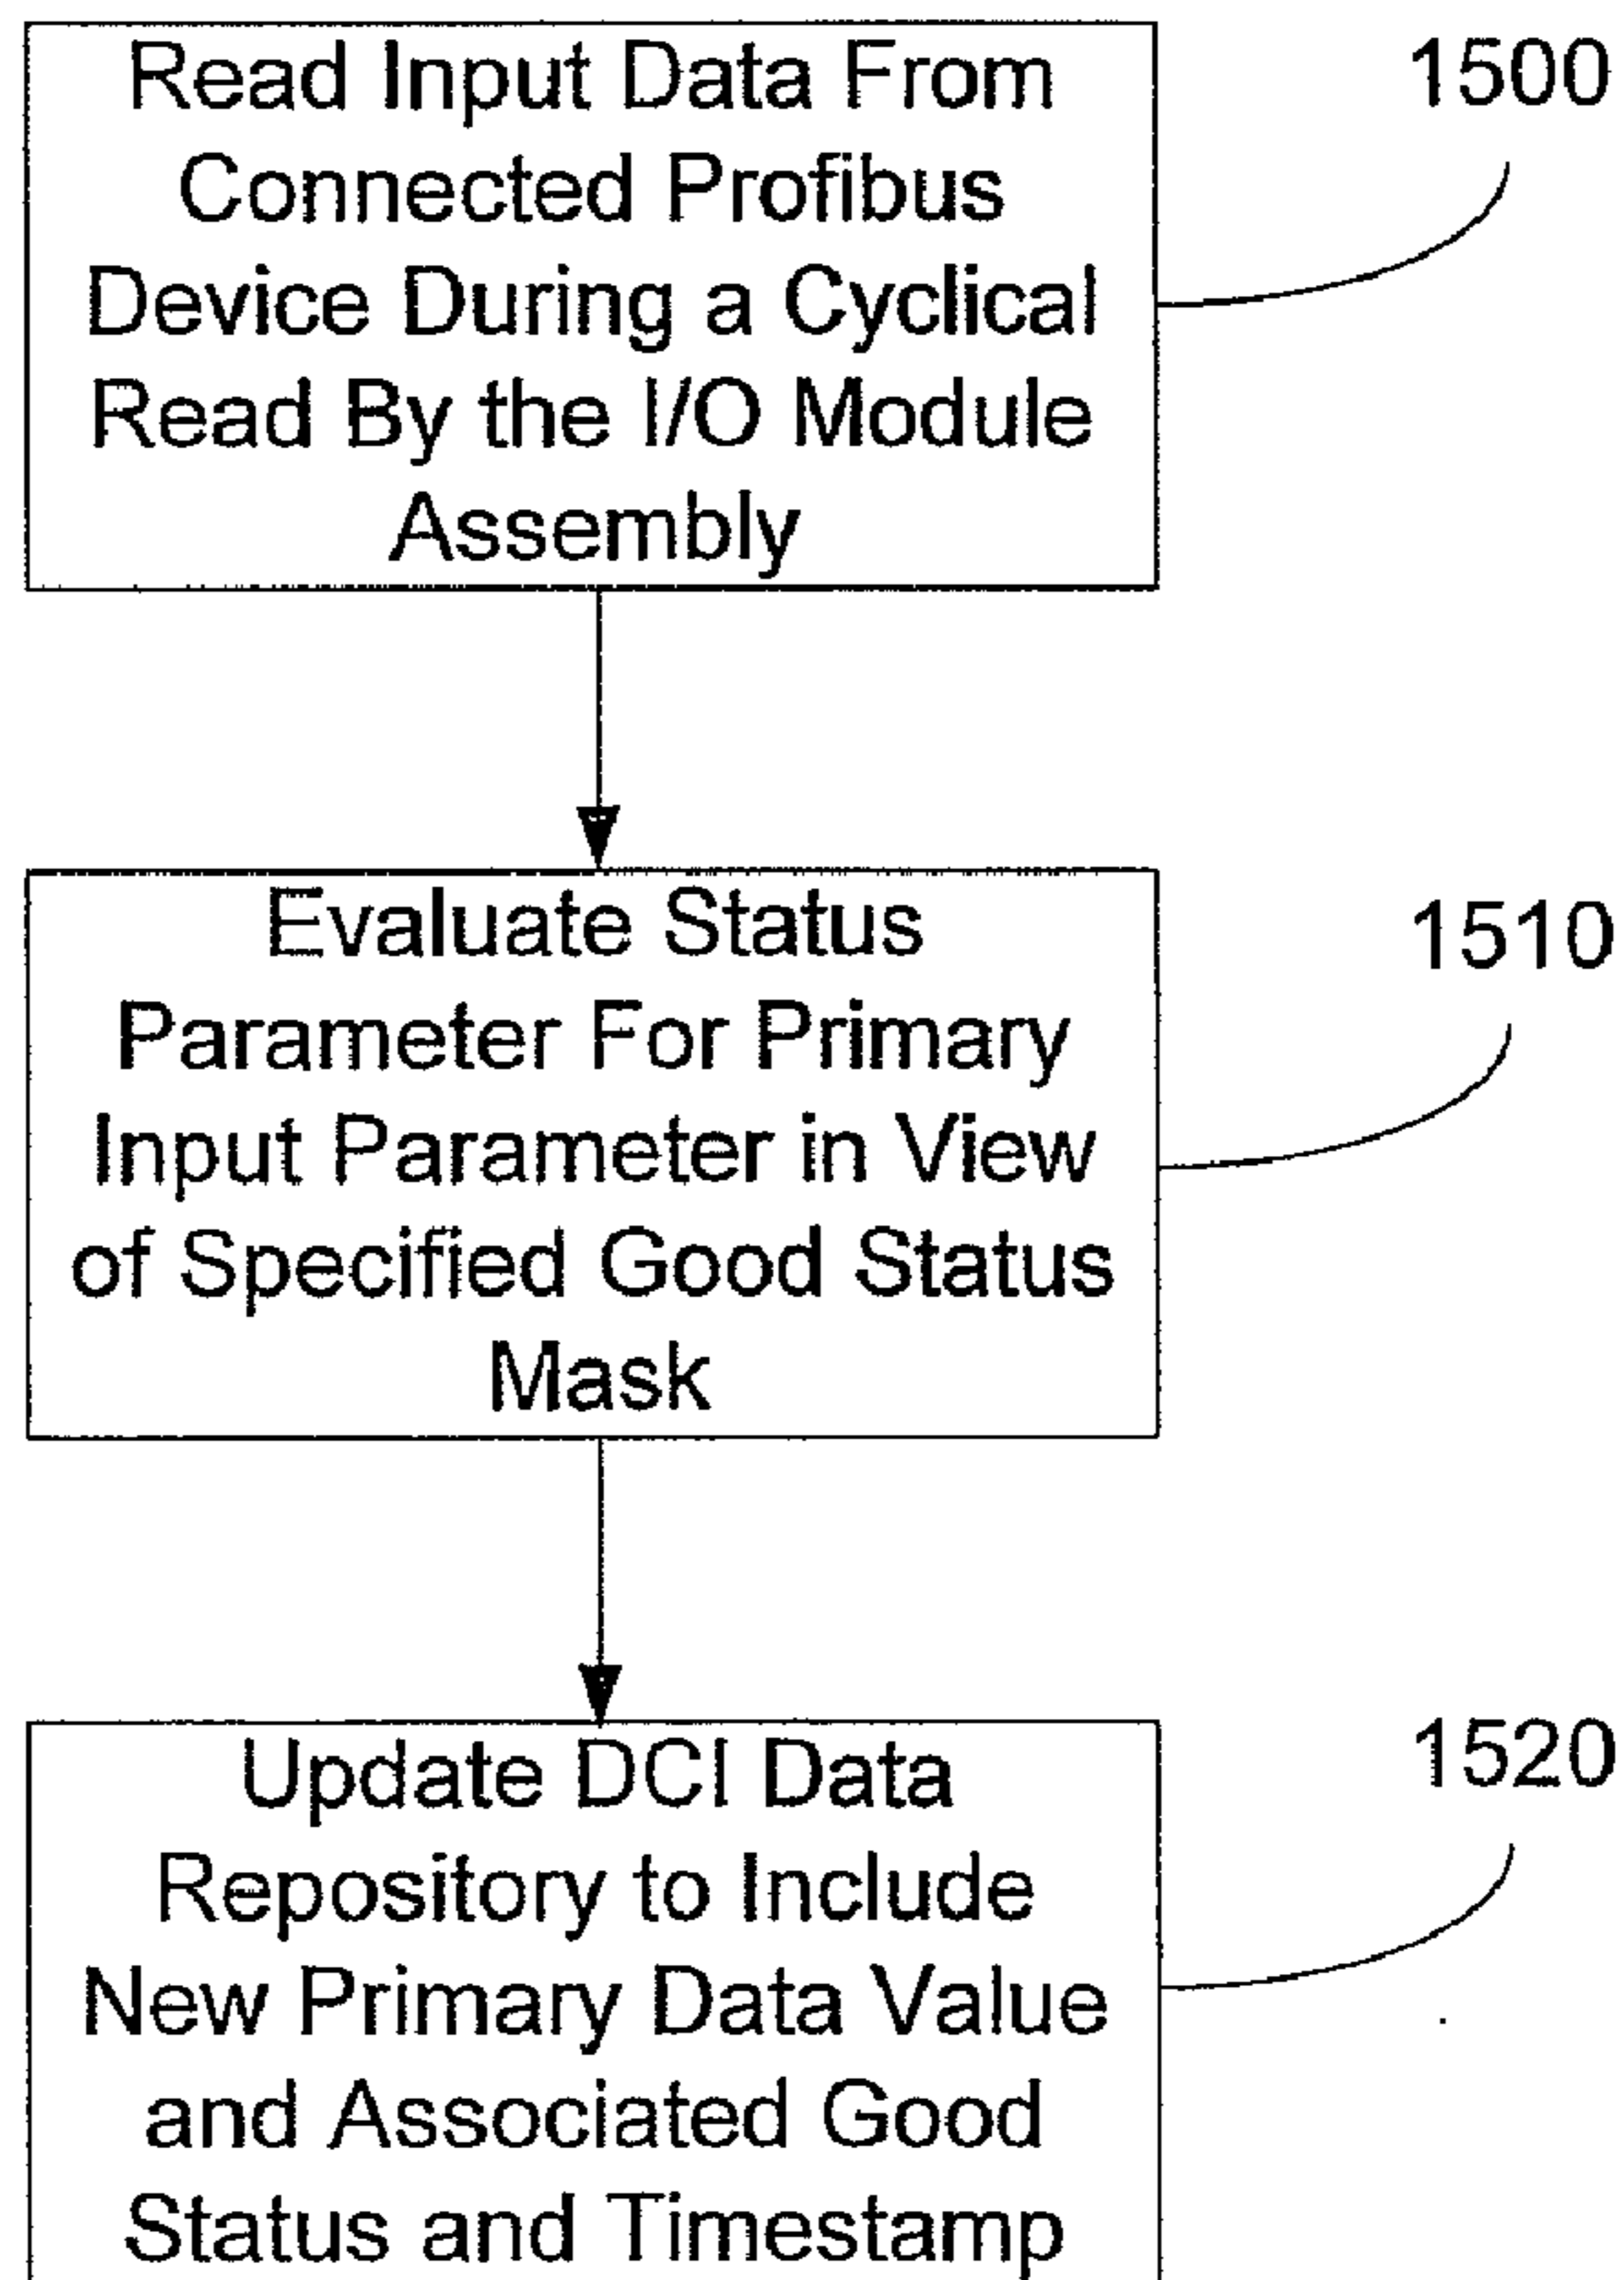 Read Input Data From
Connected Profibus
Device During a Cyclical
Read By the I/O Module
Assembly
1500
Evaluate Status
Parameter For Primary
Input Parameter in View
of Specified Good Status
Mask
1510
Update DCI Data
Repository to Include
New Primary Data Value
and Associated Good
Status and Timestamp
1520